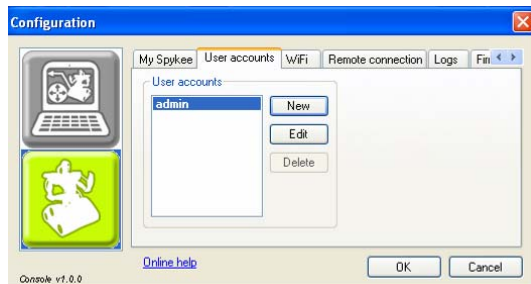 Configuration
My Spykee User accounts WiFi Remote connection Logs
User accounts
admin
New
Edit
Delete
Online help
OK Cancel
Console v1.0.0